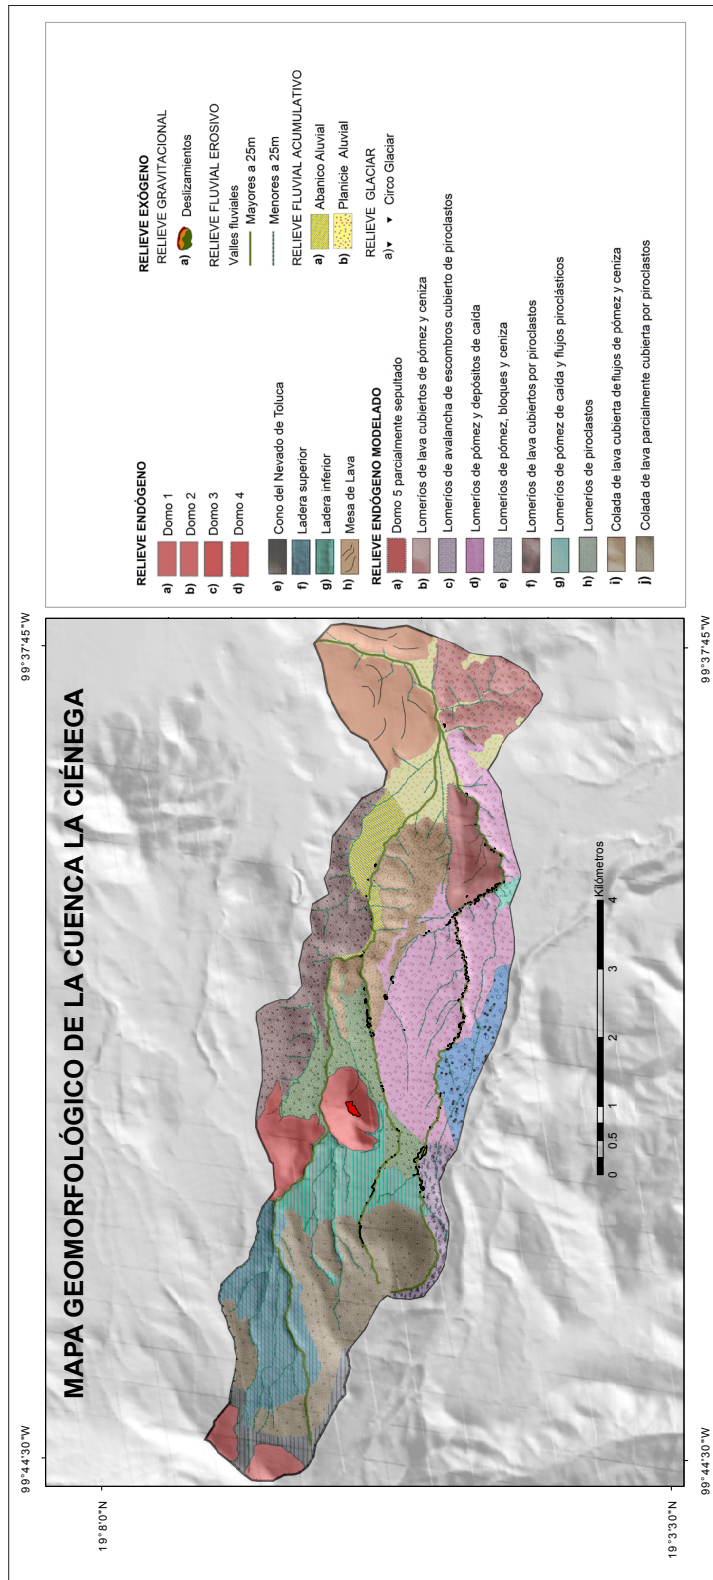 MAPA GEOMORFOLÓGICO DE LA CUENCA LA CIÉNEGA
99°44'30"W
99°37'45"W
19°8'0"N
19°3'30"N
99°44'30"W
99°37'45"W
0 0.5 1 2 3 4
Kilómetros
RELIEVE ENDÓGENO
a) Domo 1
b) Domo 2
c) Domo 3
d) Domo 4
e) Cono del Nevado de Toluca
f) Ladera superior
g) Ladera inferior
h) Mesa de Lava
RELIEVE ENDÓGENO MODELADO
a) Domo 5 parcialmente sepultado
b) Lomeríos de lava cubiertos de pómez y ceniza
c) Lomeríos de avalancha de escombros cubierto de piroclastos
d) Lomeríos de pómez y depósitos de caída
e) Lomeríos de pómez, bloques y ceniza
f) Lomeríos de lava cubiertos por piroclastos
g) Lomeríos de pómez de caída y flujos piroclásticos
h) Lomeríos de piroclastos
i) Colada de lava cubierta de flujos de pómez y ceniza
j) Colada de lava parcialmente cubierta por piroclastos
RELIEVE EXÓGENO
RELIEVE GRAVITACIONAL
a) Deslizamientos
RELIEVE FLUVIAL EROSIVO
Valles fluviales
Mayores a 25m
Menores a 25m
RELIEVE FLUVIAL ACUMULATIVO
a) Abanico Aluvial
b) Planicie Aluvial
RELIEVE GLACIAR
a) Circo Glaciar